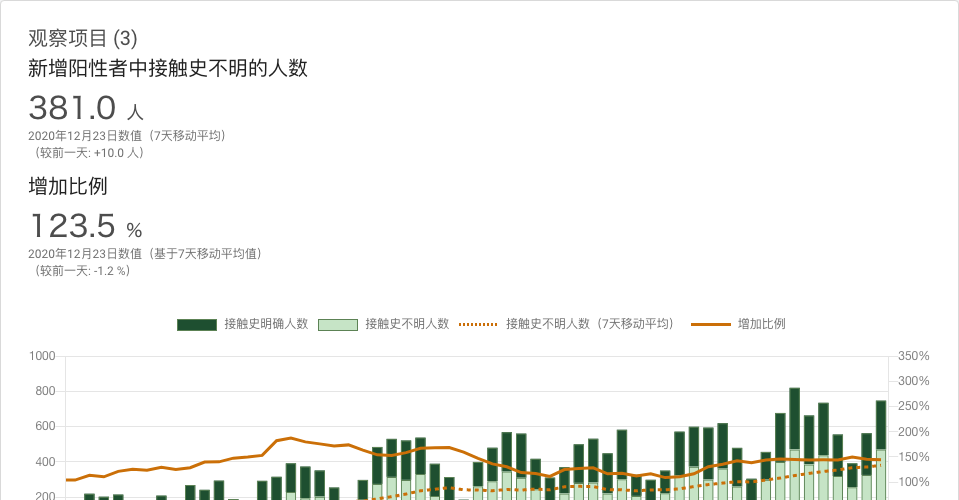 观察项目 (3)
新增阳性者中接触史不明的人数
381.0 人
2020年12月23日数值（7天移动平均）
（较前一天: +10.0 人）
增加比例
123.5 %
2020年12月23日数值（基于7天移动平均值）
（较前一天: -1.2 %）
接触史明确人数 接触史不明人数 接触史不明人数（7天移动平均） 增加比例
1000 350%
300%
800
250%
600
200%
400 150%
100%
200